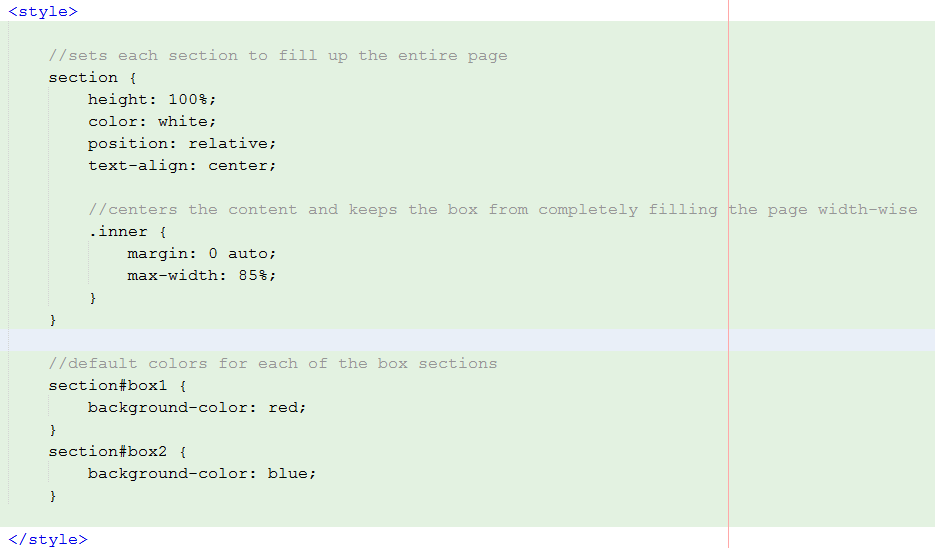 <style>
//sets each section to fill up the entire page
section {
height: 100%;
color: white;
position: relative;
text-align: center;
//centers the content and keeps the box from completely filling the page width-wise
.inner {
margin: 0 auto;
max-width: 85%;
}
}
//default colors for each of the box sections
section#box1 {
background-color: red;
}
section#box2 {
background-color: blue;
}
</style>